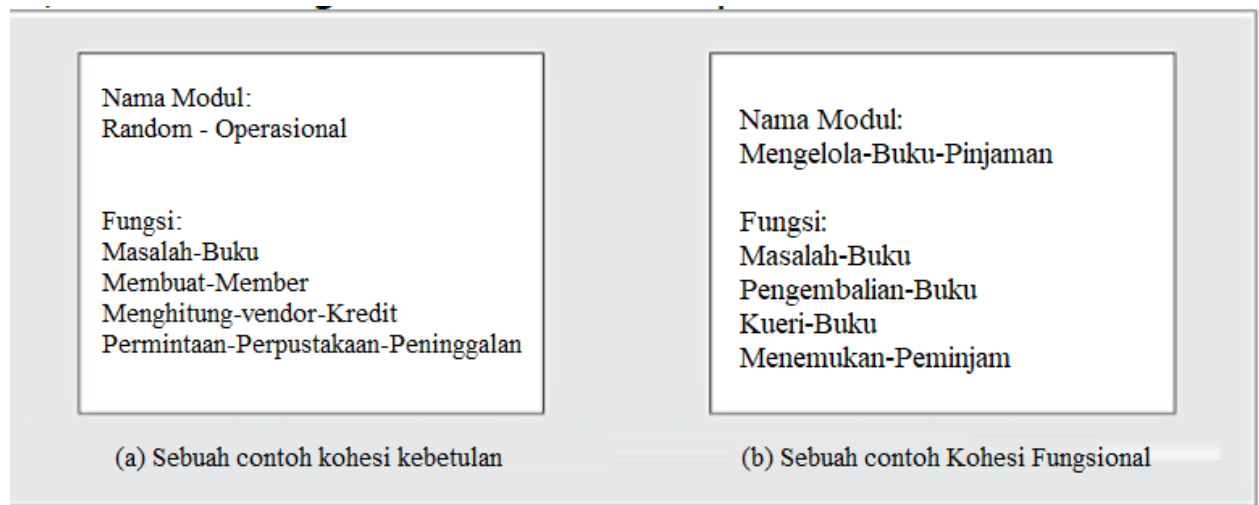 Nama Modul:
Random - Operasional
Fungsi:
Masalah-Buku
Membuat-Member
Menghitung-vendor-Kredit
Permintaan-Perpustakaan-Peninggalan
(a) Sebuah contoh kohesi kebetulan
Nama Modul:
Mengelola-Buku-Pinjaman
Fungsi:
Masalah-Buku
Pengembalian-Buku
Kueri-Buku
Menemukan-Peminjam
(b) Sebuah contoh Kohesi Fungsional